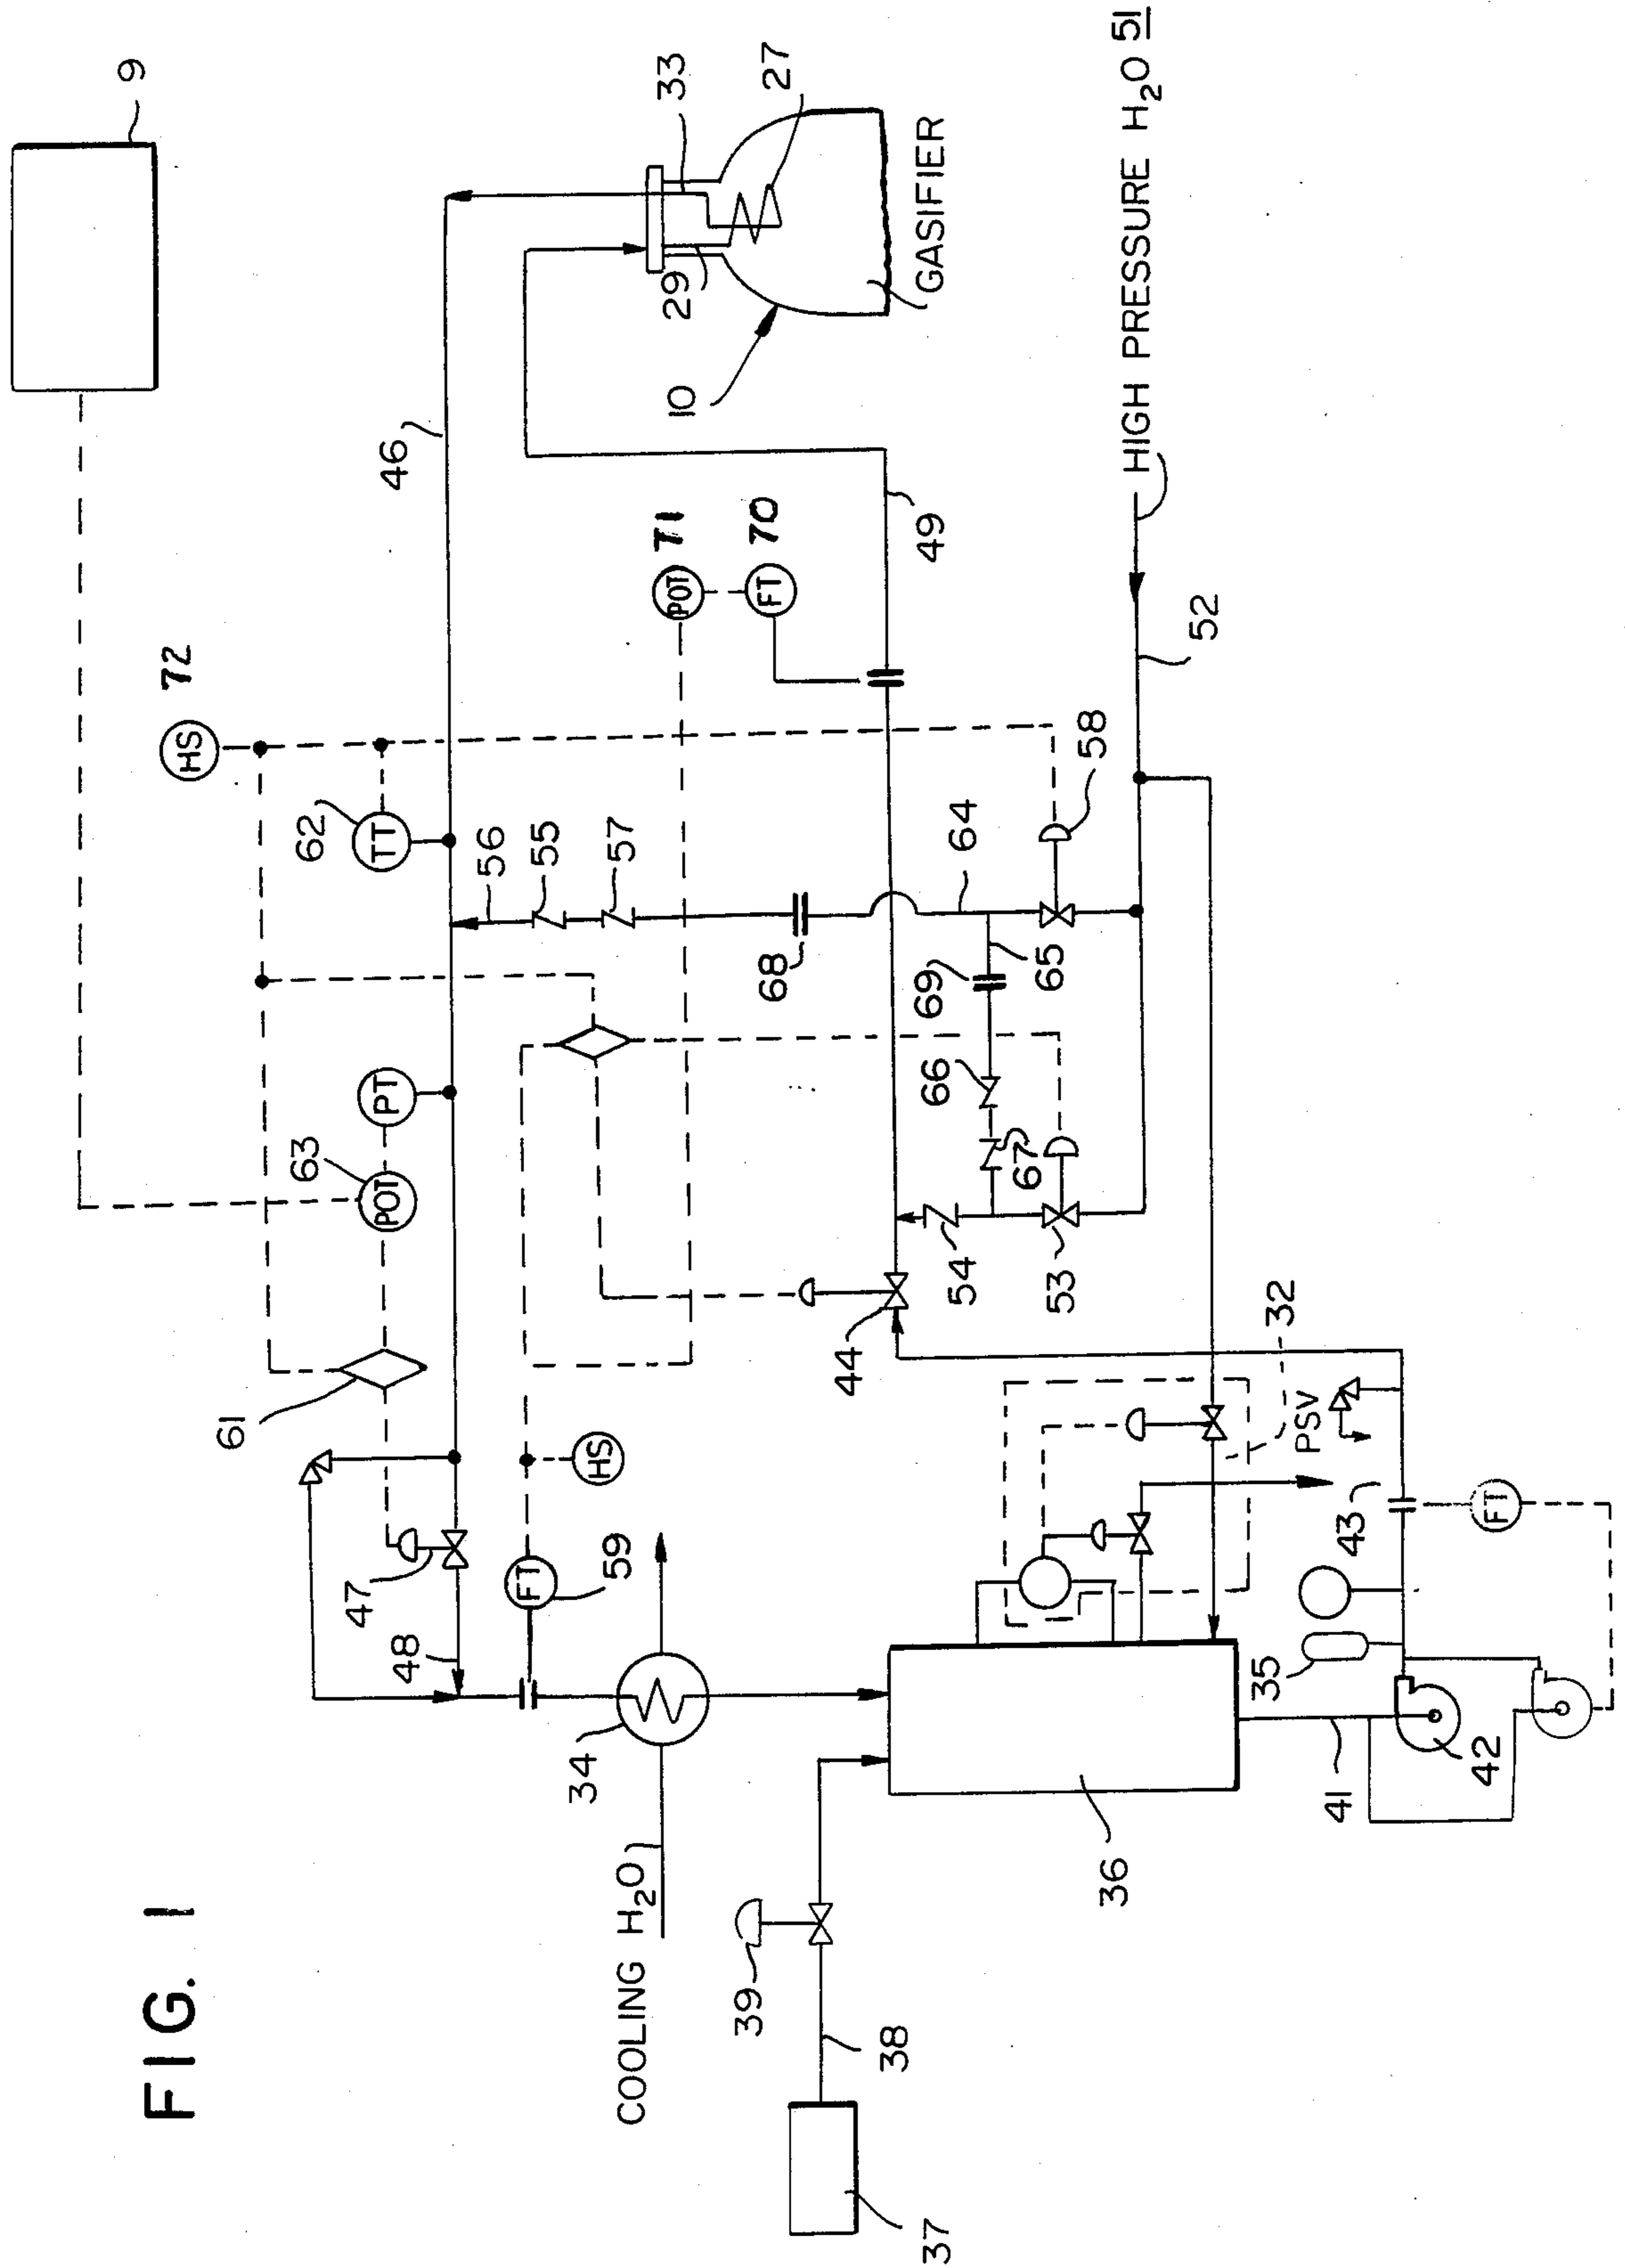 FIG. 1
9
HS 72
46
33
27
29
10
GASIFIER
62 TT
63
POT
PT
61
56
55
57
71
POT
70
FT
49
HIGH PRESSURE H₂O 51
52
58
64
65
68
69
66
67
54
53
44
32
47
48
FT
59
HS
34
COOLING H₂O
39
38
37
36
35
43
PSV
FT
41
42